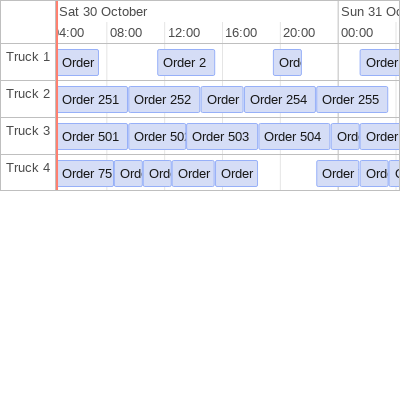 Sat 30 October Sun 31 Oc
4:00 08:00 12:00 16:00 20:00 00:00
Truck 1 Order Order 2 Ord Order
Truck 2 Order 251 Order 252 Order Order 254 Order 255
Truck 3 Order 501 Order 50 Order 503 Order 504 Ord Order
Truck 4 Order 75 Ord Ord Order Order Order Ord